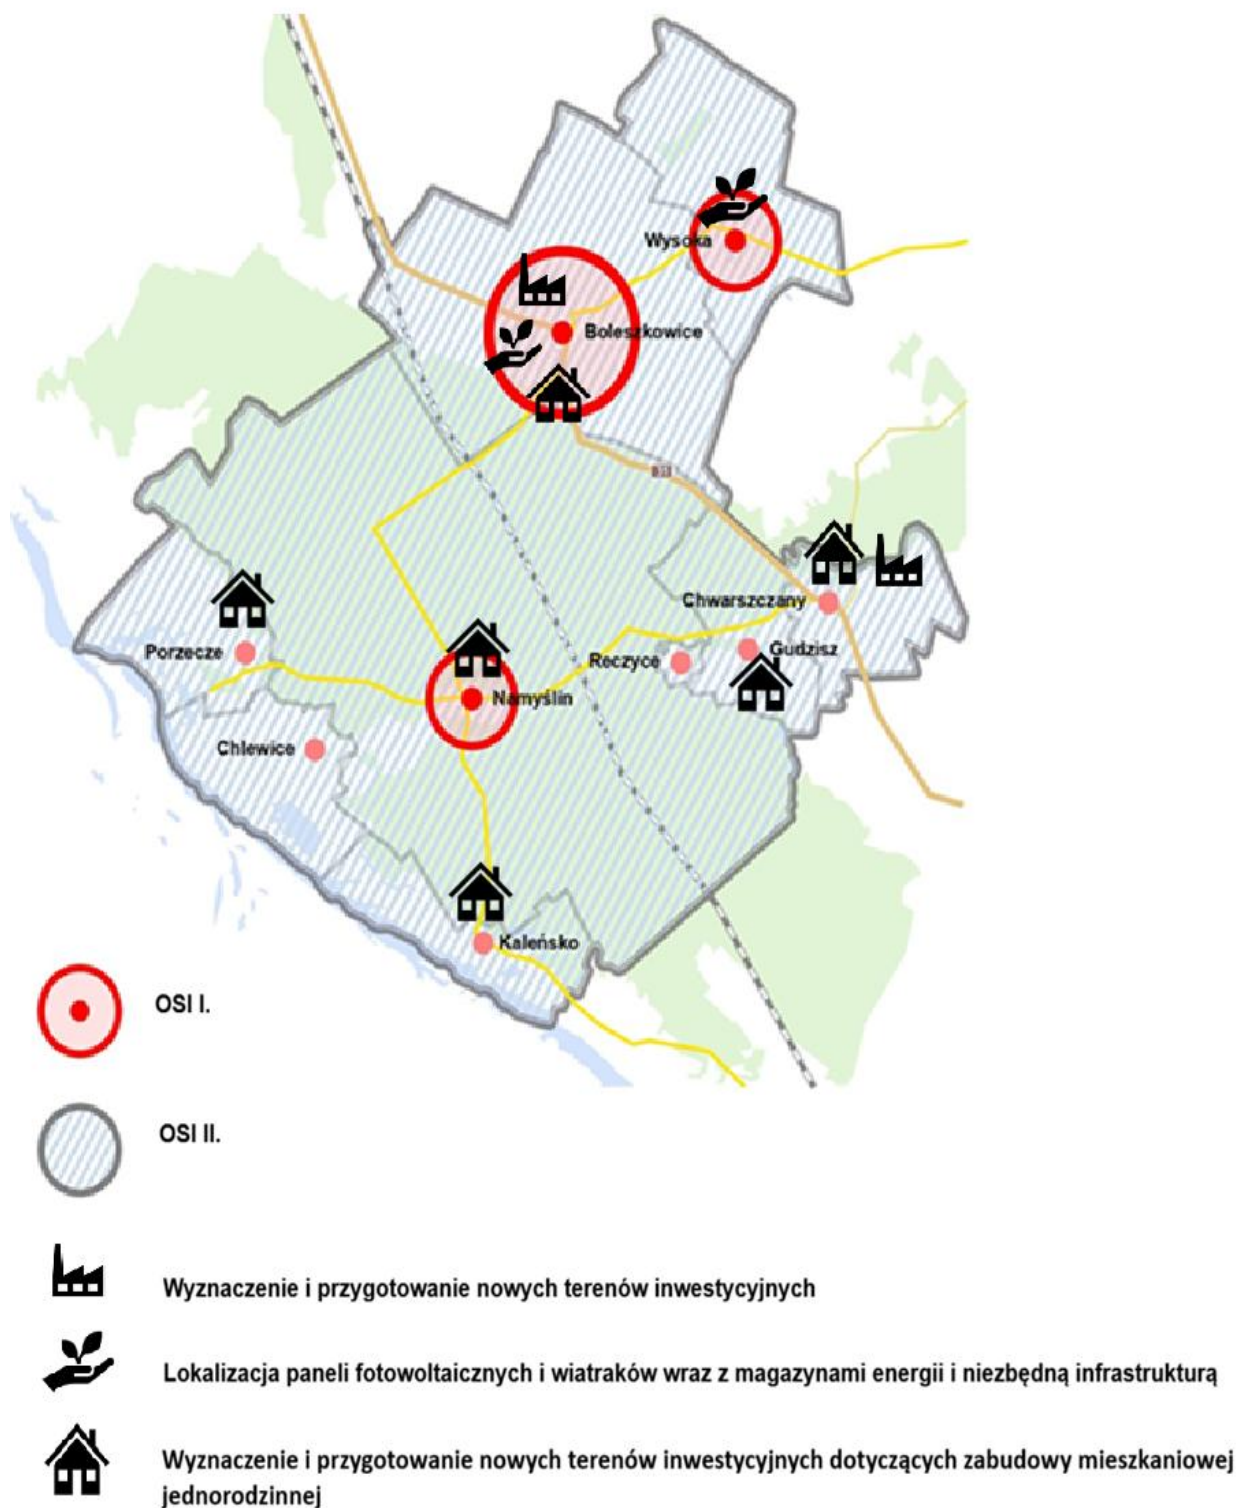 Wysoka
Boleszkowice
31
Chwarszczany
Porzecze
Reczyce
Gudzisz
Namyślin
Chlewice
Kaleńsko
OSI I.
OSI II.
Wyznaczenie i przygotowanie nowych terenów inwestycyjnych
Lokalizacja paneli fotowoltaicznych i wiatraków wraz z magazynami energii i niezbędną infrastrukturą
Wyznaczenie i przygotowanie nowych terenów inwestycyjnych dotyczących zabudowy mieszkaniowej
jednorodzinnej